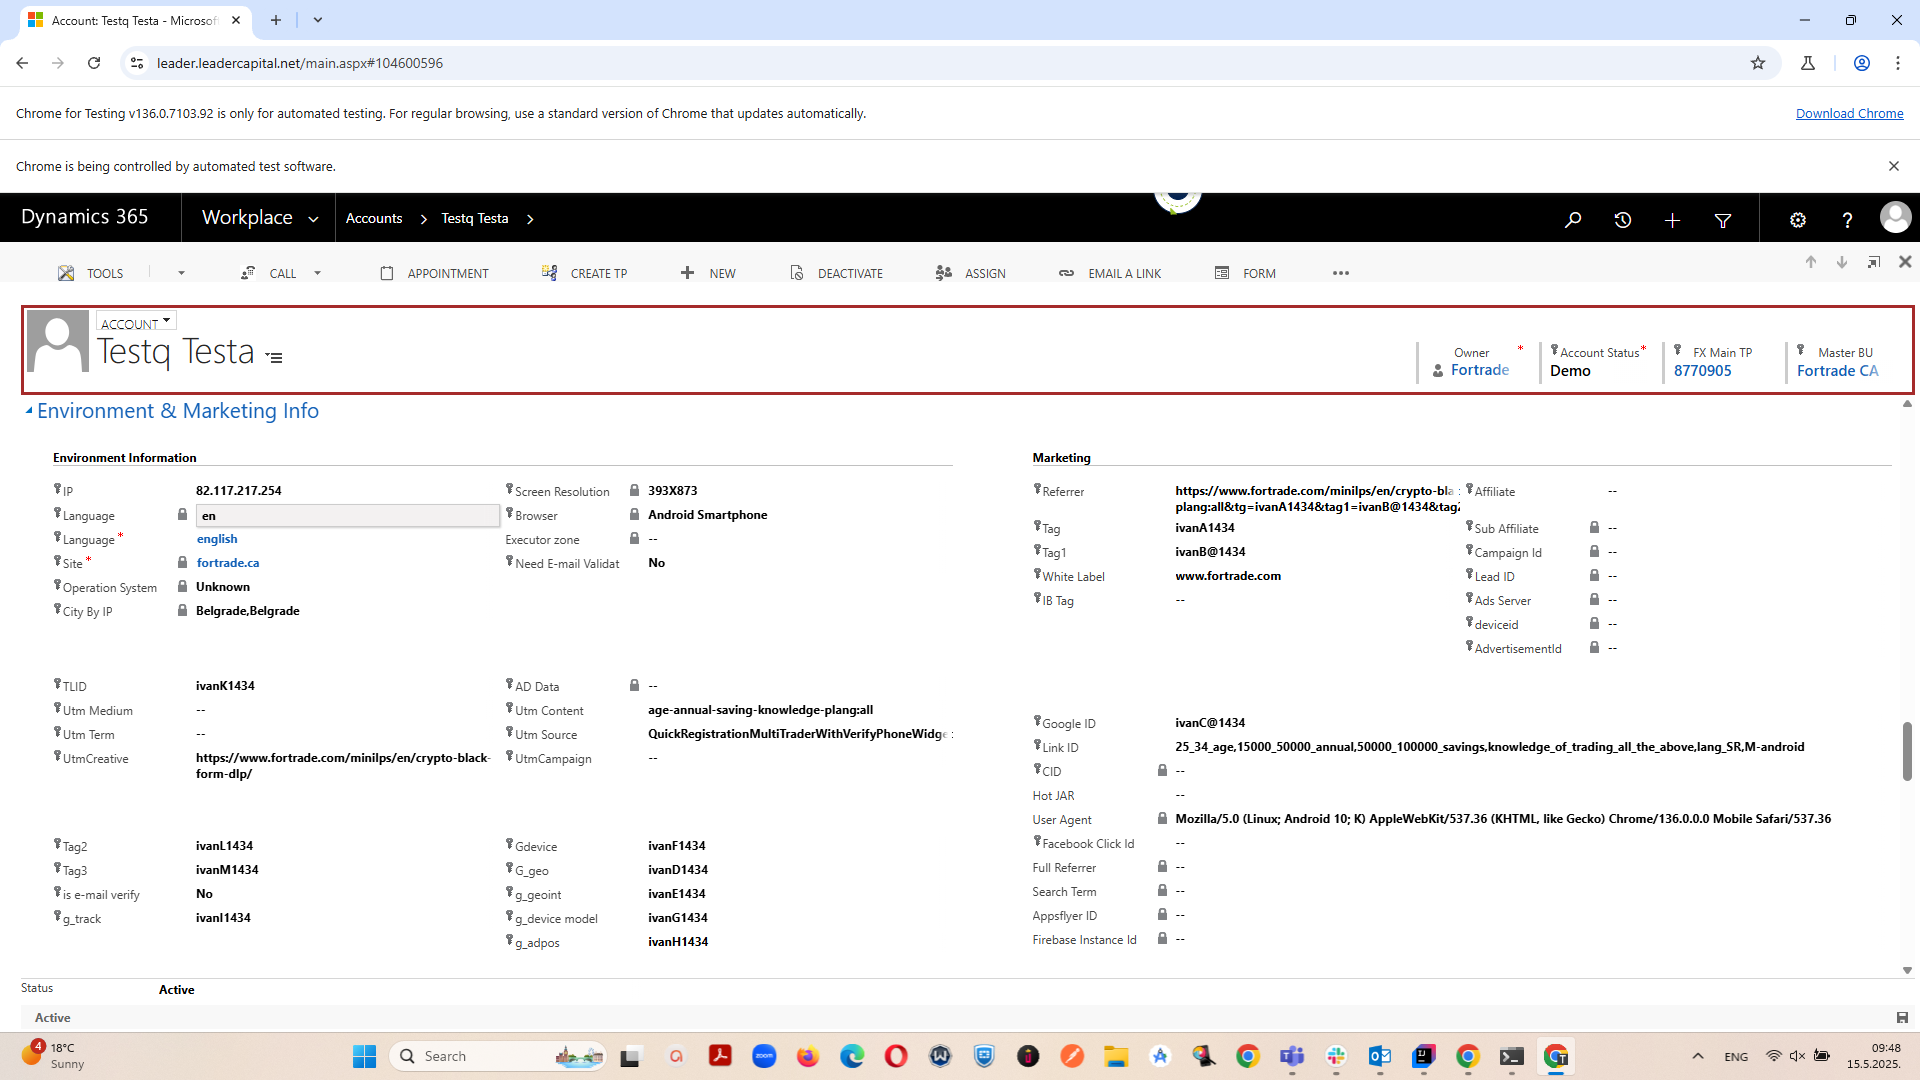 Account: Testq Testa - Microsof
leader.leadercapital.net/main.aspx#104600596
Chrome for Testing v136.0.7103.92 is only for automated testing. For regular browsing, use a standard version of Chrome that updates automatically.
Download Chrome
Chrome is being controlled by automated test software.
Dynamics 365
Workplace
Accounts
Testq Testa
TOOLS
CALL
APPOINTMENT
CREATE TP
NEW
DEACTIVATE
ASSIGN
EMAIL A LINK
FORM
ACCOUNT
Testq Testa
Owner *
Fortrade
Account Status *
Demo
FX Main TP
8770905
Master BU
Fortrade CA
Environment & Marketing Info
Environment Information
IP 82.117.217.254
Language en
Language * english
Site * fortrade.ca
Operation System Unknown
City By IP Belgrade,Belgrade
Screen Resolution 393X873
Browser Android Smartphone
Executor zone --
Need E-mail Validat No
TLID ivanK1434
Utm Medium --
Utm Term --
UtmCreative https://www.fortrade.com/minilps/en/crypto-black-
form-dlp/
AD Data --
Utm Content age-annual-saving-knowledge-plang:all
Utm Source QuickRegistrationMultiTraderWithVerifyPhoneWidge
UtmCampaign --
Tag2 ivanL1434
Tag3 ivanM1434
is e-mail verify No
g_track ivanI1434
Gdevice ivanF1434
G_geo ivanD1434
g_geoint ivanE1434
g_device model ivanG1434
g_adpos ivanH1434
Marketing
Referrer https://www.fortrade.com/minilps/en/crypto-bla
plang:all&tg=ivanA1434&tag1=ivanB@1434&tag2
Tag ivanA1434
Tag1 ivanB@1434
White Label www.fortrade.com
IB Tag --
Affiliate --
Sub Affiliate --
Campaign Id --
Lead ID --
Ads Server --
deviceid --
AdvertisementId --
Google ID ivanC@1434
Link ID 25_34_age,15000_50000_annual,50000_100000_savings,knowledge_of_trading_all_the_above,lang_SR,M-android
CID --
Hot JAR --
User Agent Mozilla/5.0 (Linux; Android 10; K) AppleWebKit/537.36 (KHTML, like Gecko) Chrome/136.0.0.0 Mobile Safari/537.36
Facebook Click Id --
Full Referrer --
Search Term --
Appsflyer ID --
Firebase Instance Id --
Status Active
Active
4
18°C
Sunny
Search
zoom
ENG
09:48
15.5.2025.